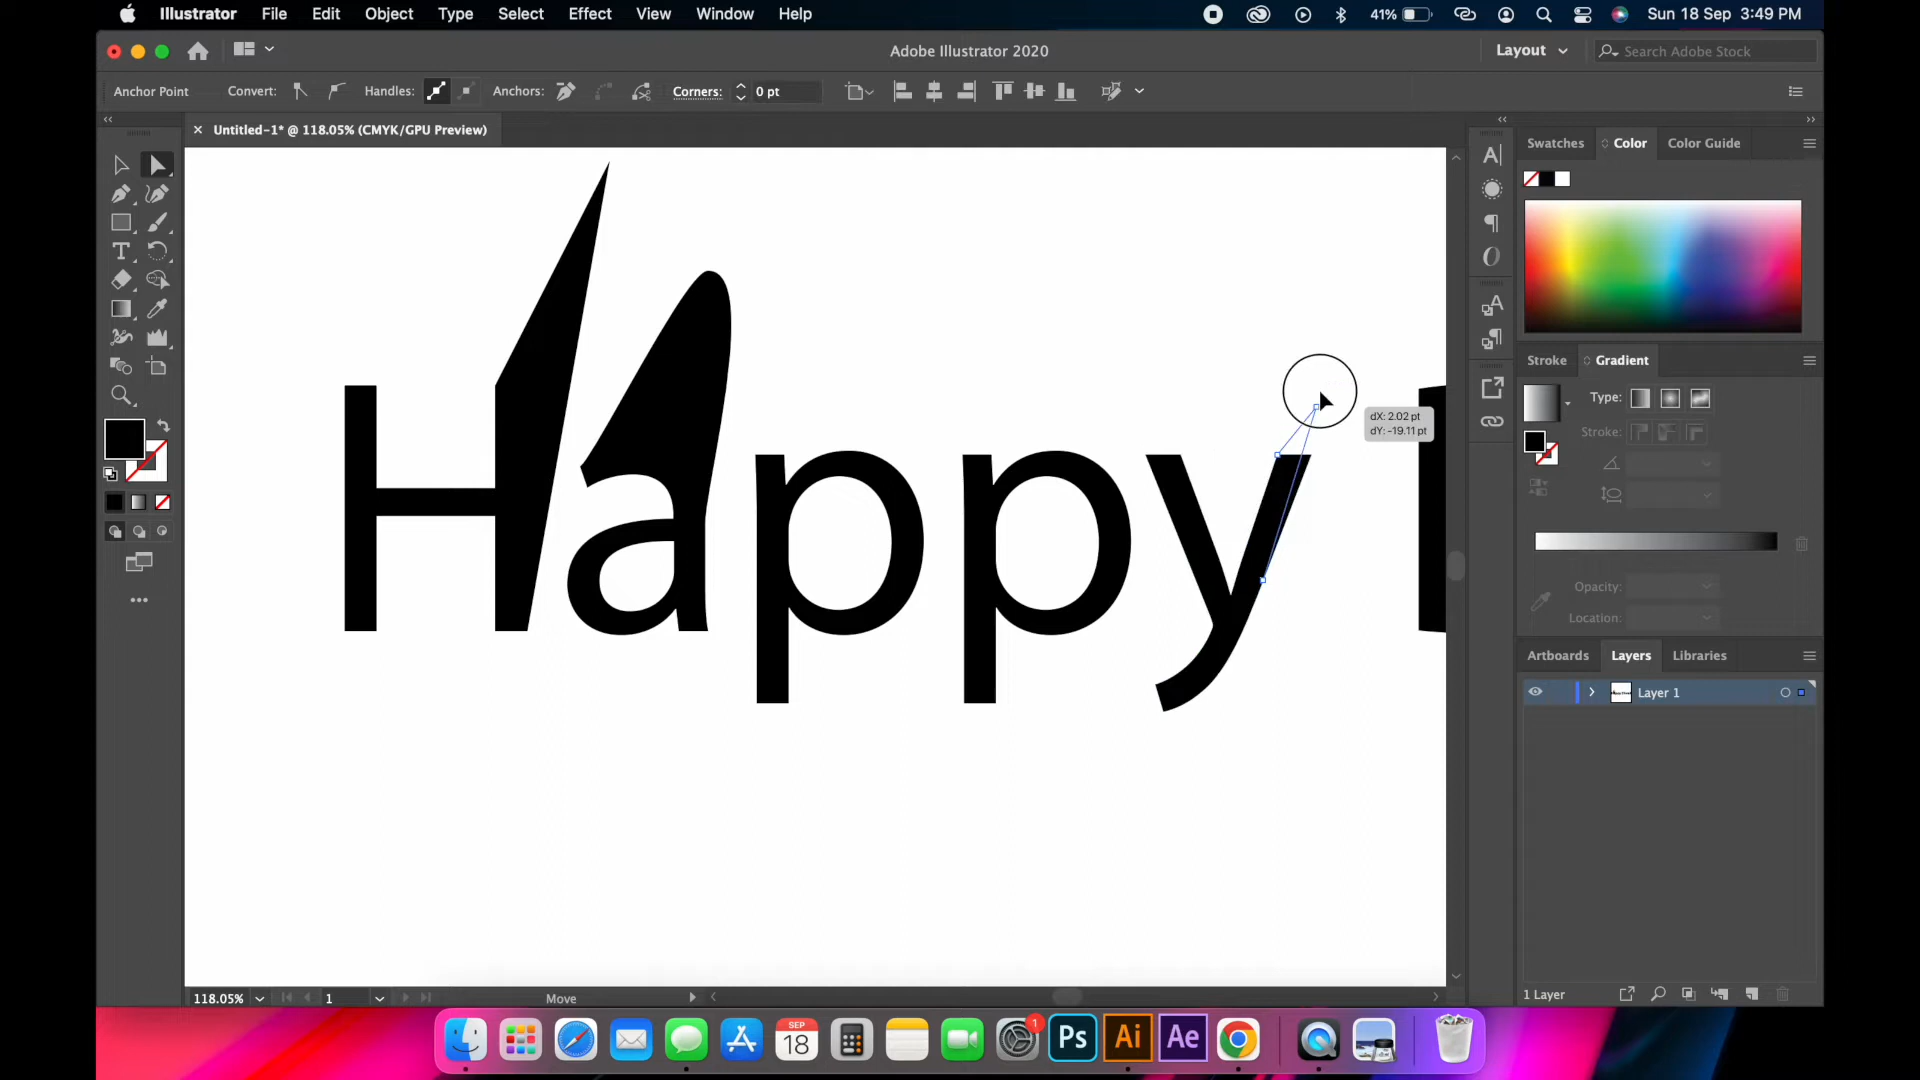 Illustrator File Edit Object Type Select Effect View Window Help
41% Sun 18 Sep 3:49 PM
Adobe Illustrator 2020
Layout
Search Adobe Stock
Anchor Point Convert: Handles: Anchors: Corners: 0 pt
Untitled-1* @ 118.05% (CMYK/GPU Preview)
Swatches Color Color Guide
Stroke Gradient
Type:
Stroke:
dX: 2.02 pt
dY: -19.11 pt
Happy
Opacity:
Location:
Artboards Layers Libraries
Layer 1
1 Layer
118.05% 1 Move
SEP
18
1
Ps Ai Ae